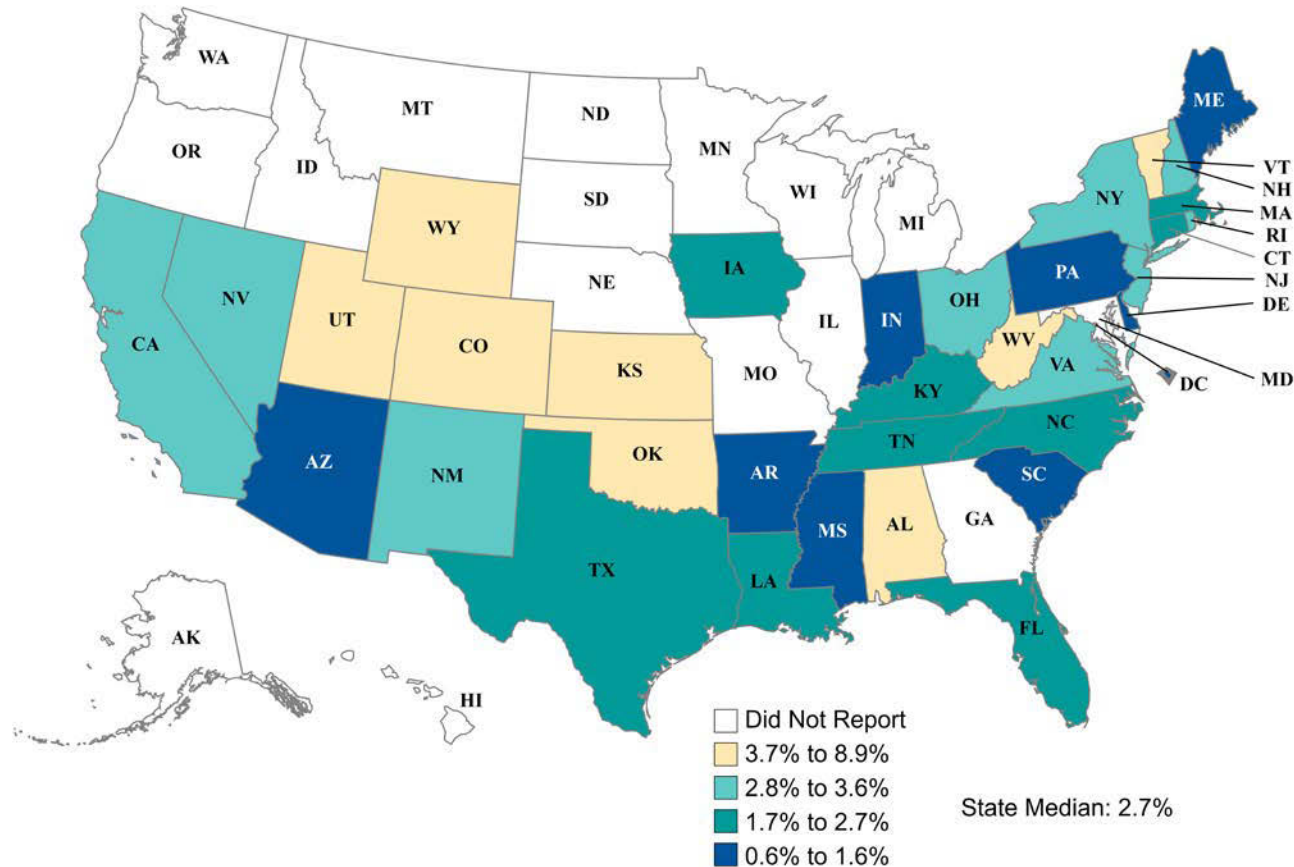 WA
MT
ND
MN
OR
ID
SD
WI
MI
WY
NE
IA
NY
ME
VT
NH
MA
RI
CT
NJ
DE
MD
DC
PA
NV
UT
CO
KS
MO
IL
IN
OH
WV
VA
CA
KY
AZ
NM
OK
AR
TN
NC
SC
MS
AL
GA
TX
LA
FL
AK
HI
Did Not Report
3.7% to 8.9%
2.8% to 3.6%
1.7% to 2.7%
0.6% to 1.6%
State Median: 2.7%